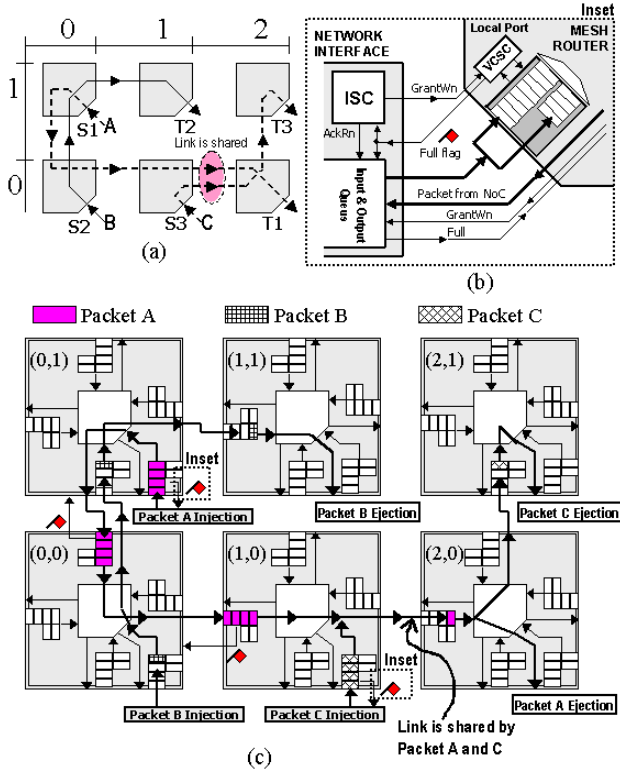 0 1 2
1
0
S1 A
T2
T3
Link is shared
S2 B
S3 C
T1
(a)
Inset
NETWORK INTERFACE
Local Port
MESH ROUTER
VCSC
ISC
GrantWn
AckRn
Full flag
Input & Output Queus
Packet from NoC
GrantWn
Full
(b)
Packet A Packet B Packet C
(0,1) (1,1) (2,1)
Inset
Packet A Injection
Packet B Ejection
Packet C Ejection
(0,0) (1,0) (2,0)
Inset
Packet B Injection
Packet C Injection
Packet A Ejection
Link is shared by
Packet A and C
(c)